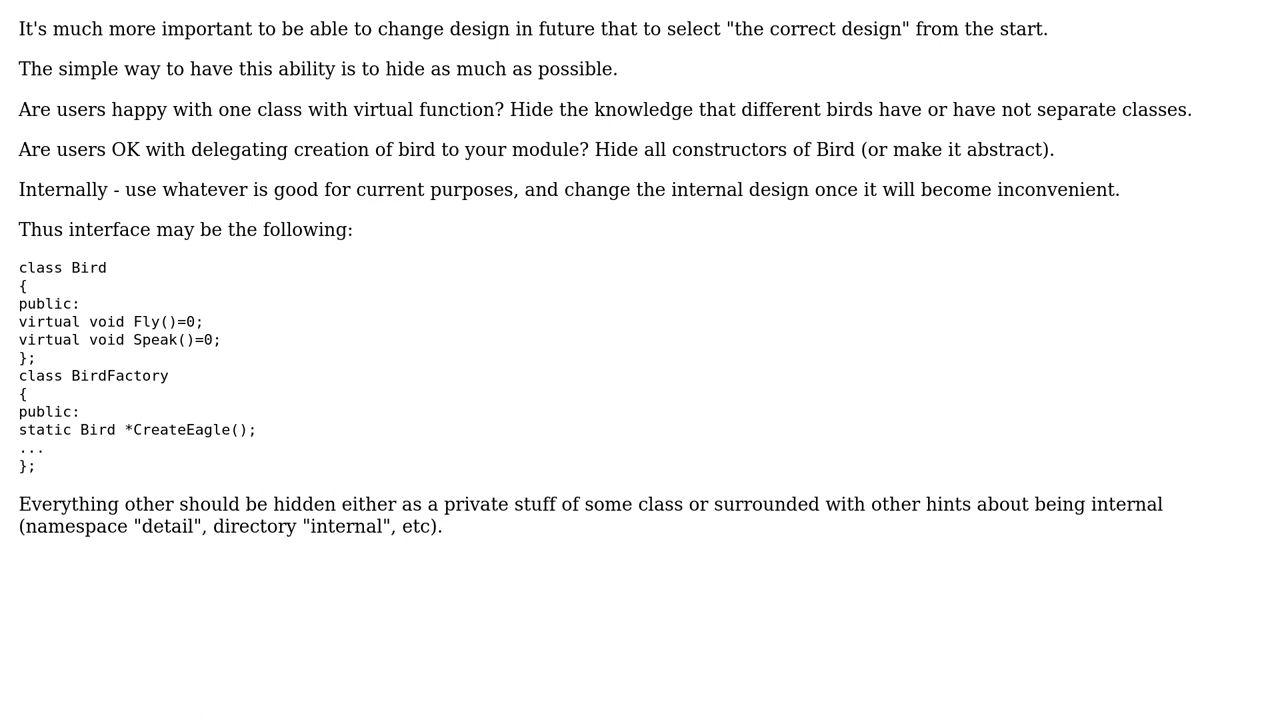 It's much more important to be able to change design in future that to select "the correct design" from the start.
The simple way to have this ability is to hide as much as possible.
Are users happy with one class with virtual function? Hide the knowledge that different birds have or have not separate classes.
Are users OK with delegating creation of bird to your module? Hide all constructors of Bird (or make it abstract).
Internally - use whatever is good for current purposes, and change the internal design once it will become inconvenient.
Thus interface may be the following:
class Bird
{
public:
virtual void Fly()=0;
virtual void Speak()=0;
};
class BirdFactory
{
public:
static Bird *CreateEagle();
...
};
Everything other should be hidden either as a private stuff of some class or surrounded with other hints about being internal
(namespace "detail", directory "internal", etc).